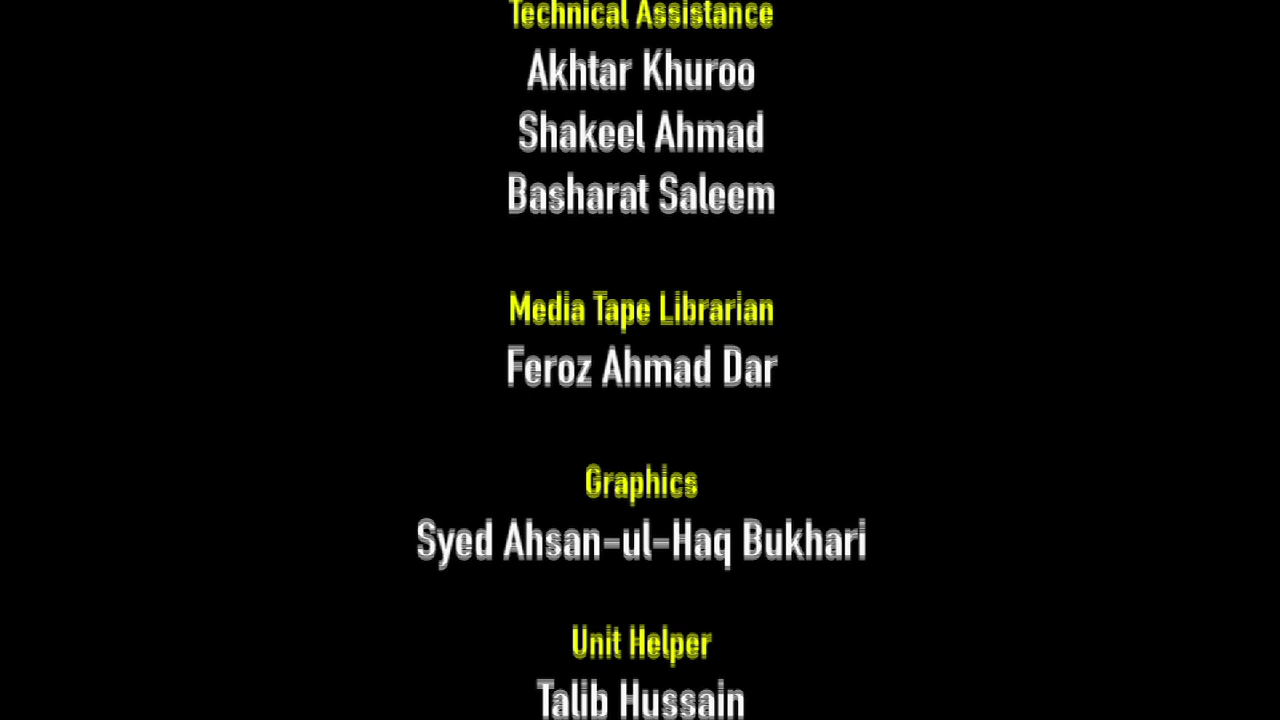 Technical Assistance
Akhtar Khuroo
Shakeel Ahmad
Basharat Saleem
Media Tape Librarian
Feroz Ahmad Dar
Graphics
Syed Ahsan-ul-Haq Bukhari
Unit Helper
Talib Hussain